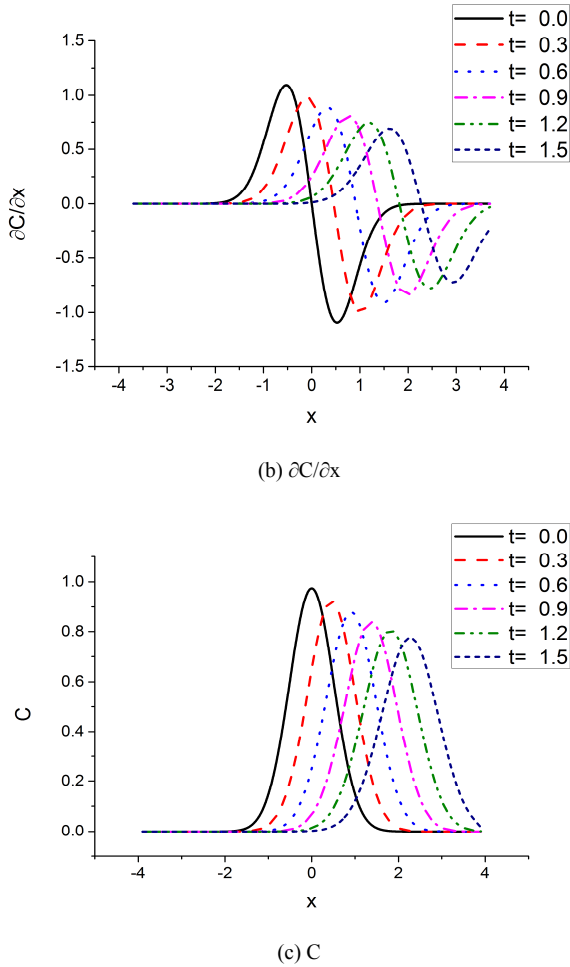 t= 0.0
t= 0.3
t= 0.6
t= 0.9
t= 1.2
t= 1.5
1.5
1.0
0.5
0.0
-0.5
-1.0
-1.5
∂C/∂x
-4 -3 -2 -1 0 1 2 3 4
x
(b) ∂C/∂x
t= 0.0
t= 0.3
t= 0.6
t= 0.9
t= 1.2
t= 1.5
1.0
0.8
0.6
0.4
0.2
0.0
C
-4 -2 0 2 4
x
(c) C